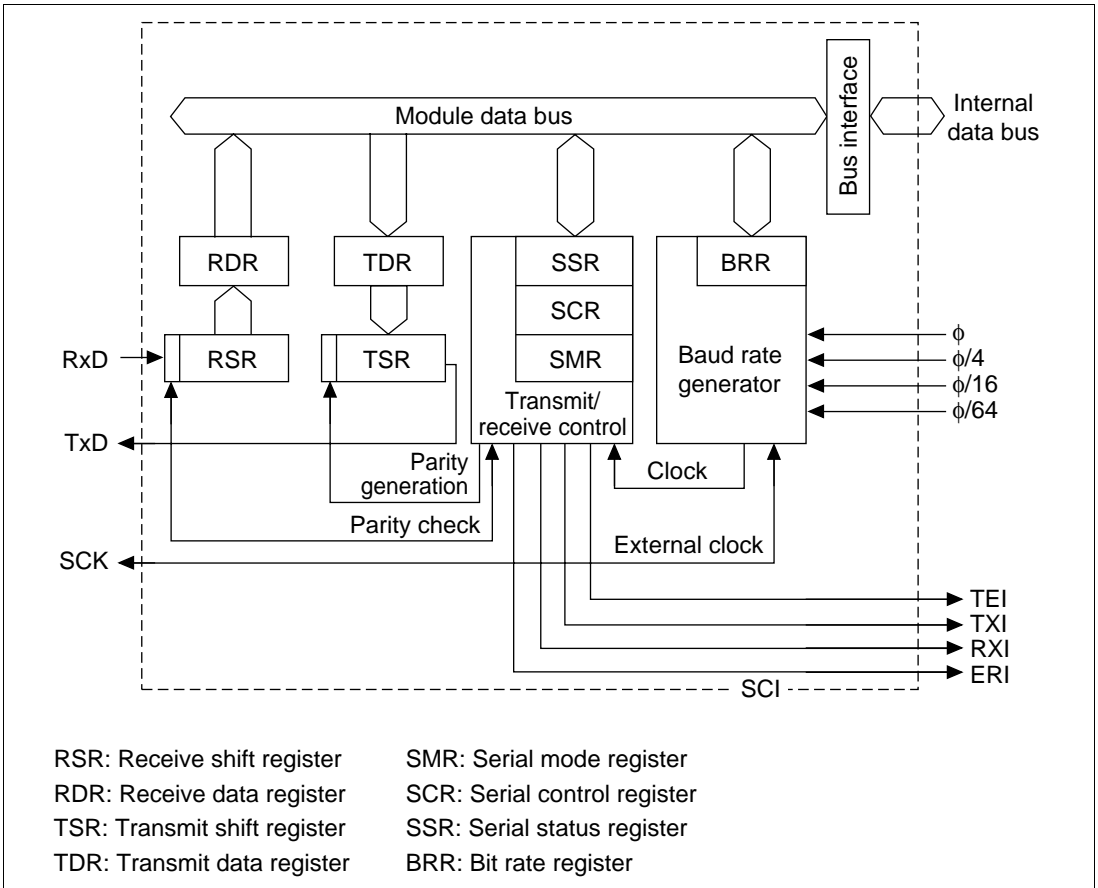 Module data bus
Bus interface
Internal
data bus
RDR
TDR
SSR
BRR
SCR
RxD
RSR
TSR
SMR
Baud rate
generator
ϕ
ϕ/4
ϕ/16
ϕ/64
Transmit/
receive control
TxD
Parity
generation
Clock
Parity check
External clock
SCK
TEI
TXI
RXI
ERI
SCI
RSR: Receive shift register
RDR: Receive data register
TSR: Transmit shift register
TDR: Transmit data register
SMR: Serial mode register
SCR: Serial control register
SSR: Serial status register
BRR: Bit rate register